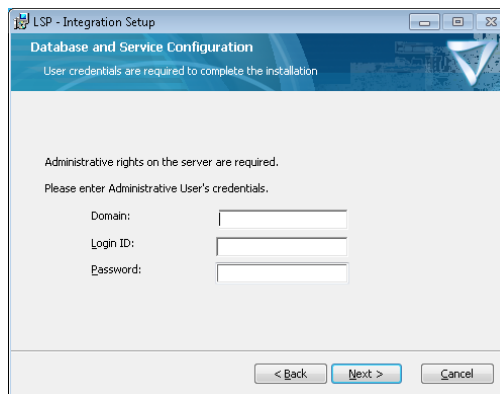 LSP - Integration Setup
Database and Service Configuration
User credentials are required to complete the installation
Administrative rights on the server are required.
Please enter Administrative User's credentials.
Domain:
Login ID:
Password:
< Back Next > Cancel